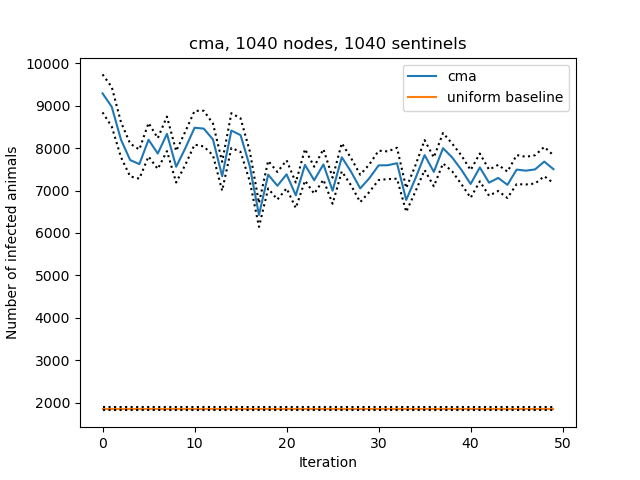 cma, 1040 nodes, 1040 sentinels
cma
uniform baseline
Number of infected animals
10000
9000
8000
7000
6000
5000
4000
3000
2000
0 10 20 30 40 50
Iteration